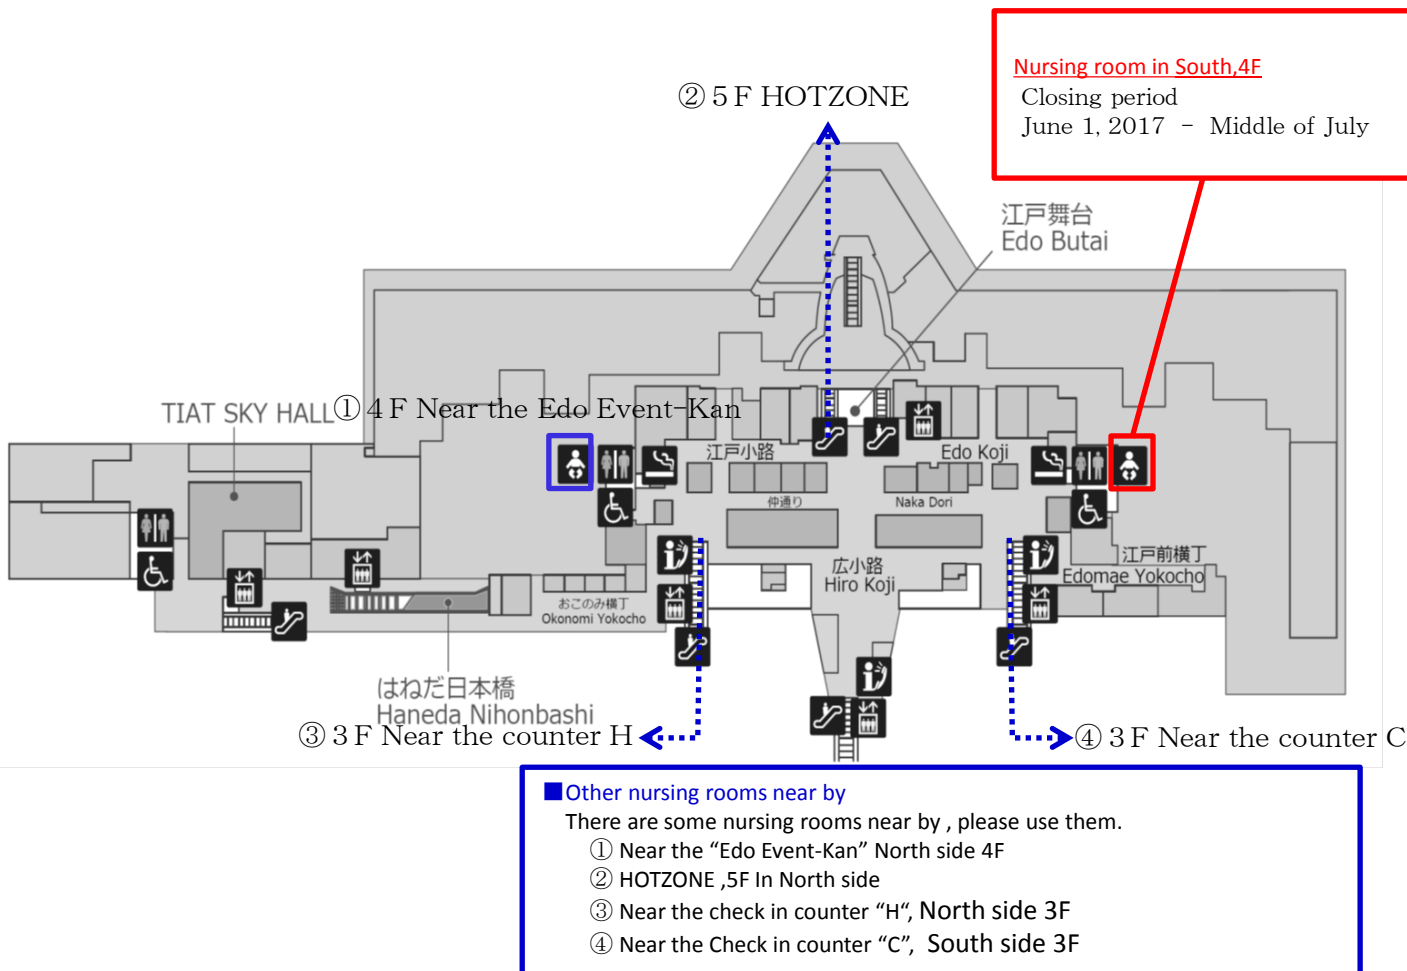 Nursing room in South,4F
Closing period
June 1, 2017 － Middle of July
② 5 F HOTZONE
江戸舞台
Edo Butai
TIAT SKY HALL
① 4 F Near the Edo Event-Kan
江戸小路
Edo Koji
仲通り
Naka Dori
広小路
Hiro Koji
江戸前横丁
Edomae Yokocho
おこのみ横丁
Okonomi Yokocho
はねだ日本橋
Haneda Nihonbashi
③ 3 F Near the counter H
④ 3 F Near the counter C
■Other nursing rooms near by
There are some nursing rooms near by , please use them.
① Near the “Edo Event-Kan” North side 4F
② HOTZONE ,5F In North side
③ Near the check in counter “H“, North side 3F
④ Near the Check in counter “C”, South side 3F